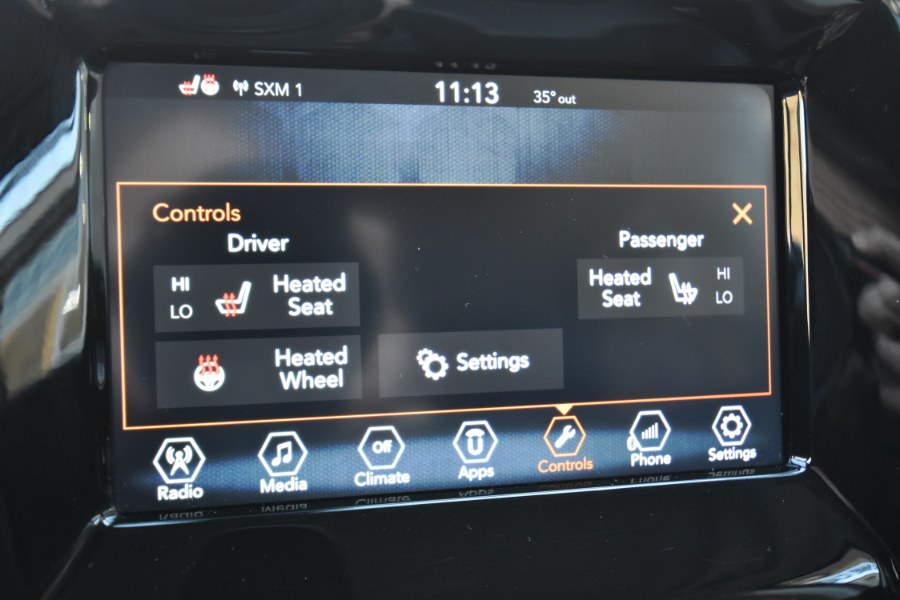 SXM 1 11:13 35° out
Controls
Driver Passenger
HI
LO
Heated
Seat
Heated
Seat
HI
LO
Heated
Wheel
Settings
Off
Radio Media Climate Apps Controls Phone Settings